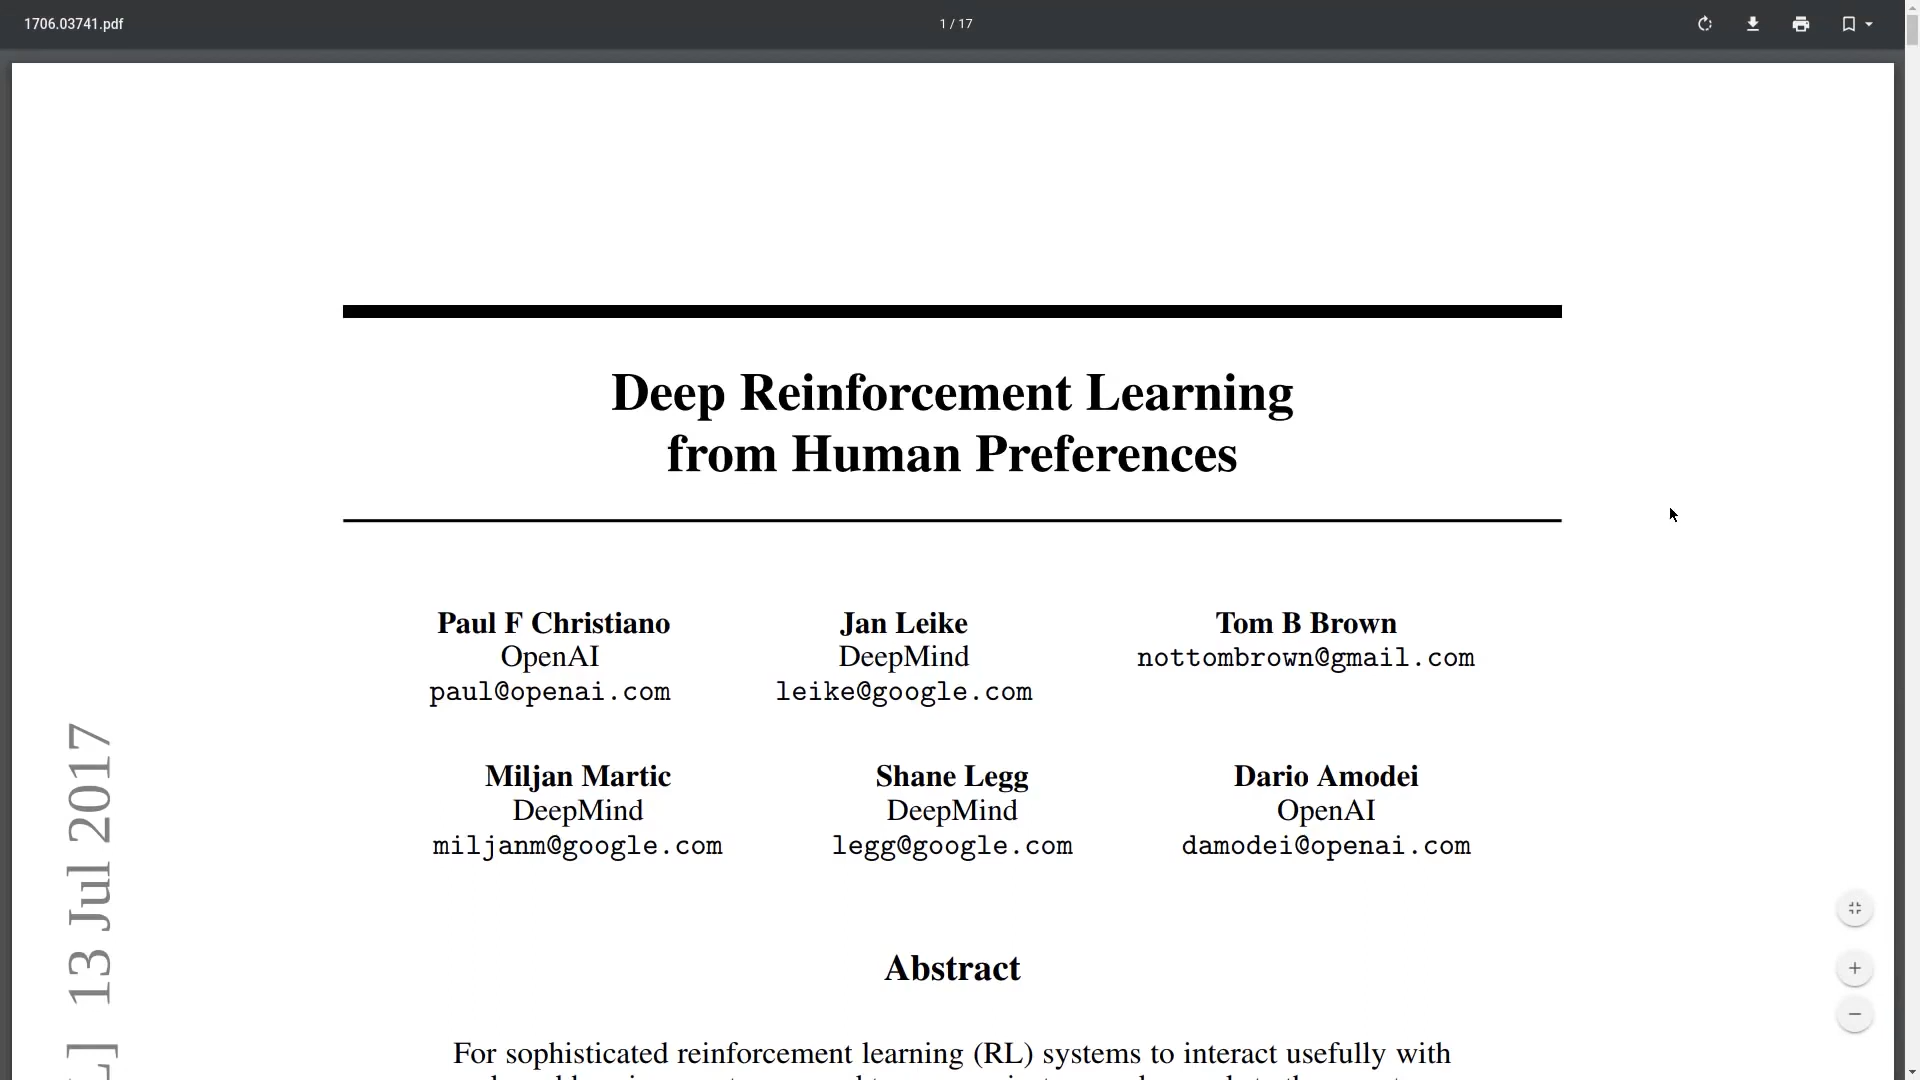 1706.03741.pdf
1 / 17
Deep Reinforcement Learning
from Human Preferences
Paul F Christiano
OpenAI
paul@openai.com
Jan Leike
DeepMind
leike@google.com
Tom B Brown
nottombrown@gmail.com
Miljan Martic
DeepMind
miljanm@google.com
Shane Legg
DeepMind
legg@google.com
Dario Amodei
OpenAI
damodei@openai.com
] 13 Jul 2017
Abstract
For sophisticated reinforcement learning (RL) systems to interact usefully with